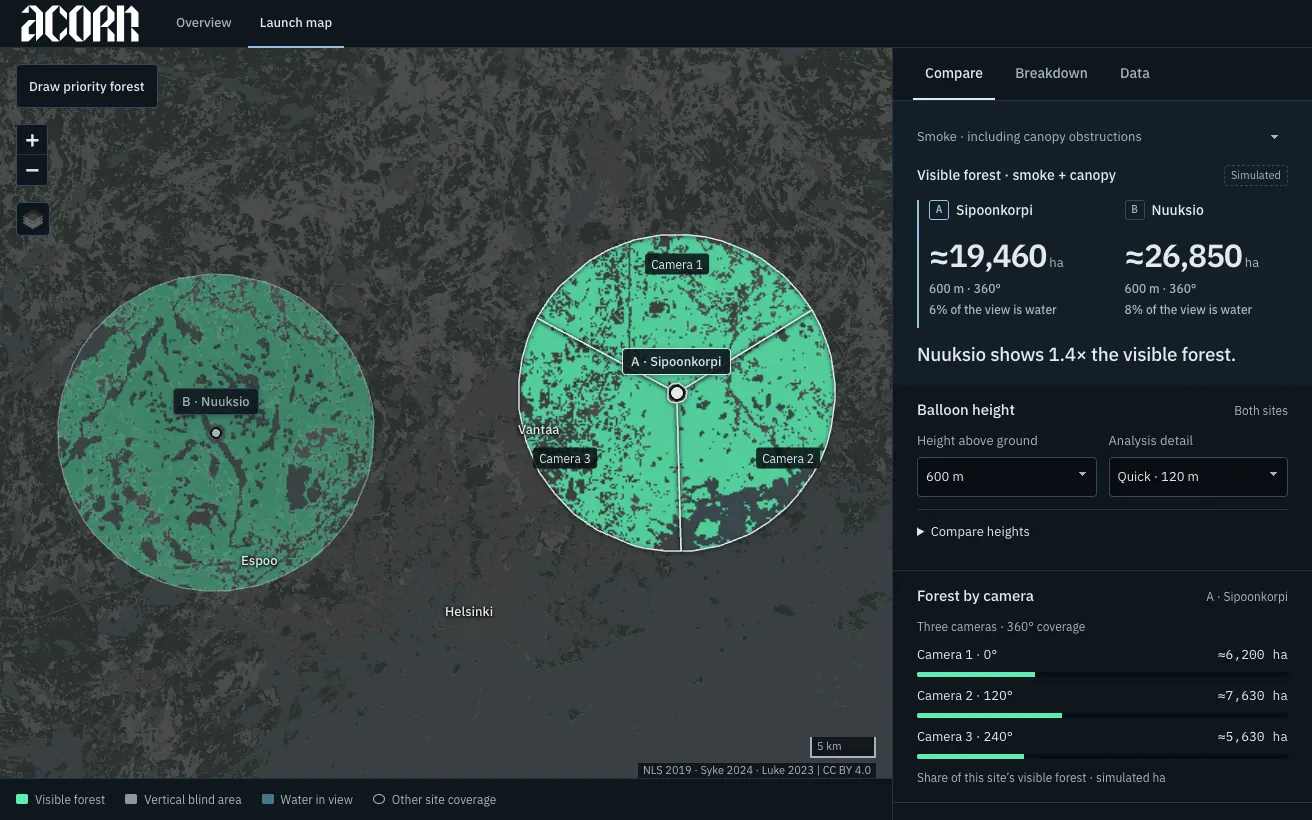 acorn
Overview
Launch map
Draw priority forest
+
−
Camera 1
A · Sipoonkorpi
B · Nuuksio
Vantaa
Camera 3
Camera 2
Espoo
Helsinki
5 km
NLS 2019 · Syke 2024 · Luke 2023 | CC BY 4.0
Visible forest
Vertical blind area
Water in view
Other site coverage
Compare
Breakdown
Data
Smoke · including canopy obstructions
Visible forest · smoke + canopy
Simulated
A Sipoonkorpi
≈19,460 ha
600 m · 360°
6% of the view is water
B Nuuksio
≈26,850 ha
600 m · 360°
8% of the view is water
Nuuksio shows 1.4× the visible forest.
Balloon height
Both sites
Height above ground
600 m
Analysis detail
Quick · 120 m
Compare heights
Forest by camera
A · Sipoonkorpi
Three cameras · 360° coverage
Camera 1 · 0° ≈6,200 ha
Camera 2 · 120° ≈7,630 ha
Camera 3 · 240° ≈5,630 ha
Share of this site's visible forest · simulated ha